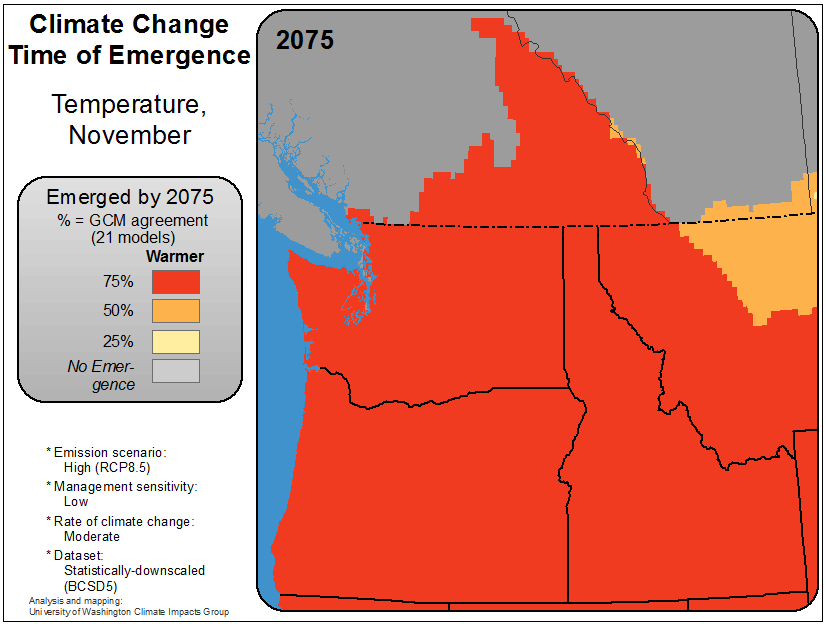 Climate Change
Time of Emergence
Temperature,
November
Emerged by 2075
% = GCM agreement
(21 models)
Warmer
75%
50%
25%
No Emer-
gence
* Emission scenario:
High (RCP8.5)
* Management sensitivity:
Low
* Rate of climate change:
Moderate
* Dataset:
Statistically-downscaled
(BCSD5)
Analysis and mapping:
University of Washington Climate Impacts Group
2075